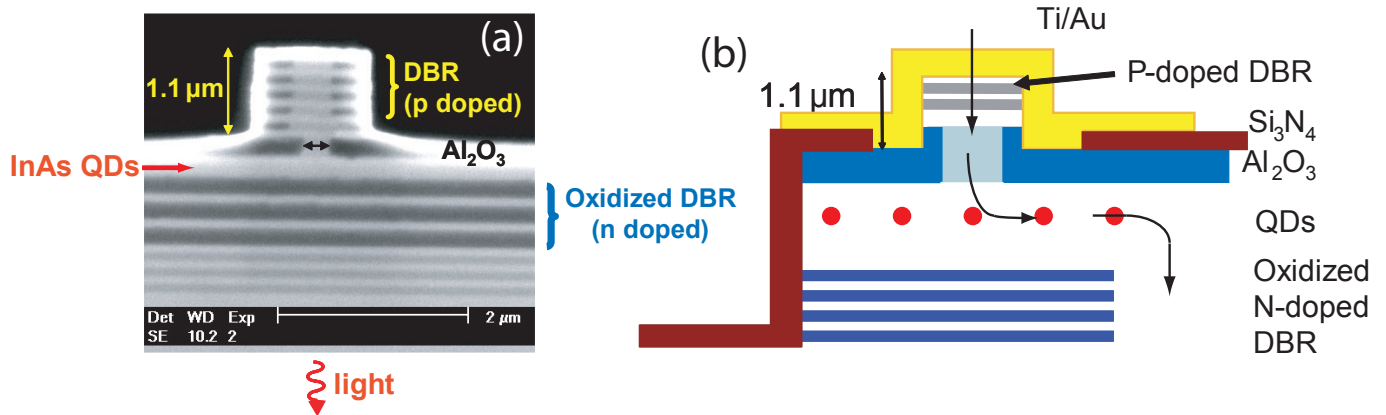 (a)
1.1 μm
DBR
(p doped)
Al2O3
InAs QDs
Oxidized DBR
(n doped)
Det WD Exp
SE 10.2 2
2 μm
light
(b)
Ti/Au
P-doped DBR
1.1 μm
Si3N4
Al2O3
QDs
Oxidized
N-doped
DBR